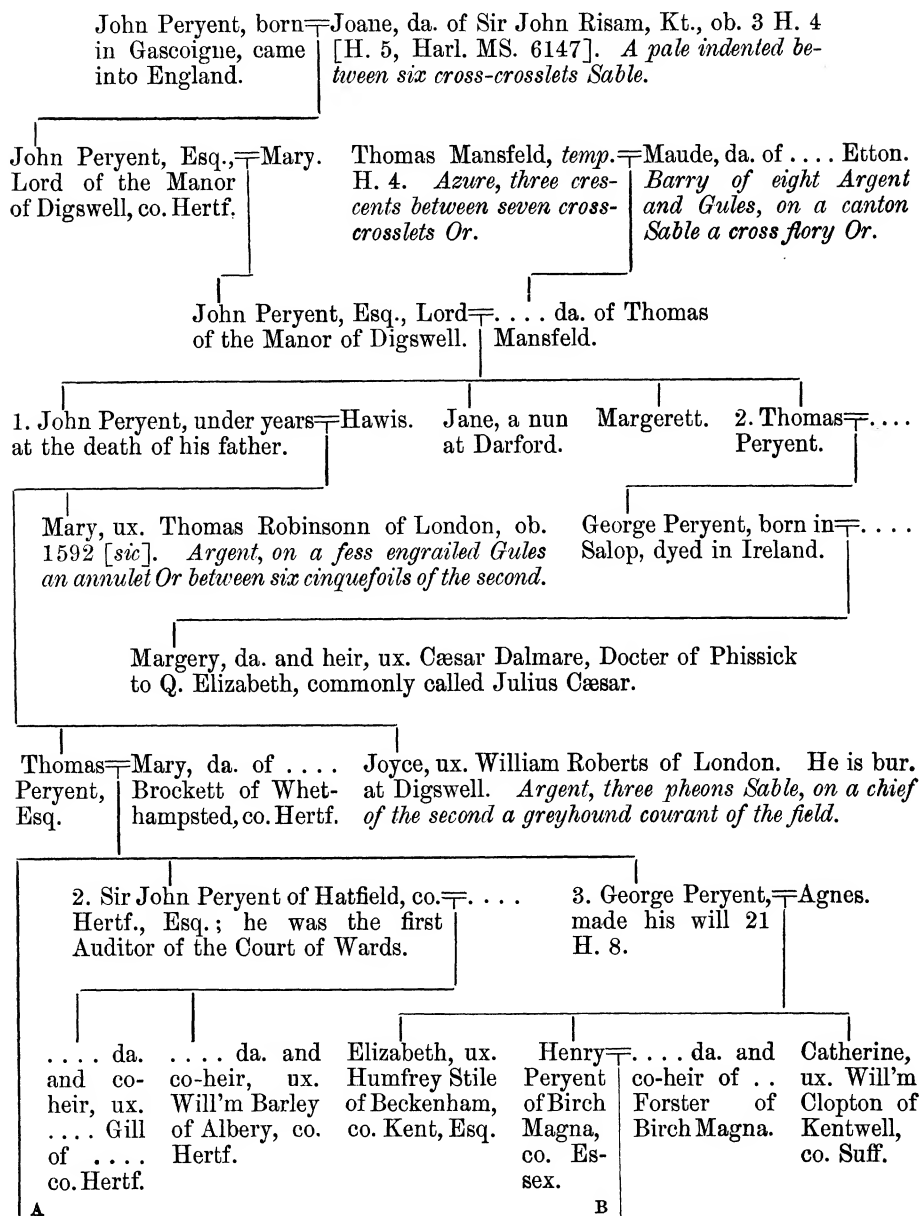 John Peryent, born
in Gascoigne, came
into England.
Joane, da. of Sir John Risam, Kt., ob. 3 H. 4
[H. 5, Harl. MS. 6147]. A pale indented be-
tween six cross-crosslets Sable.
John Peryent, Esq.,
Lord of the Manor
of Digswell, co. Hertf.
Mary.
Thomas Mansfeld, temp.
H. 4. Azure, three cres-
cents between seven cross-
crosslets Or.
Maude, da. of .... Etton.
Barry of eight Argent
and Gules, on a canton
Sable a cross flory Or.
John Peryent, Esq., Lord
of the Manor of Digswell.
.... da. of Thomas
Mansfeld.
1. John Peryent, under years
at the death of his father.
Hawis.
Jane, a nun
at Darford.
Margerett.
2. Thomas
Peryent.
....
Mary, ux. Thomas Robinsonn of London, ob.
1592 [sic]. Argent, on a fess engrailed Gules
an annulet Or between six cinquefoils of the second.
George Peryent, born in
Salop, dyed in Ireland.
....
Margery, da. and heir, ux. Cæsar Dalmare, Docter of Phissick
to Q. Elizabeth, commonly called Julius Cæsar.
Thomas
Peryent,
Esq.
Mary, da. of ....
Brockett of Whet-
hampsted, co. Hertf.
Joyce, ux. William Roberts of London. He is bur.
at Digswell. Argent, three pheons Sable, on a chief
of the second a greyhound courant of the field.
2. Sir John Peryent of Hatfield, co.
Hertf., Esq.; he was the first
Auditor of the Court of Wards.
....
3. George Peryent,
made his will 21
H. 8.
Agnes.
.... da.
and co-
heir, ux.
.... Gill
of ....
co. Hertf.
.... da. and
co-heir, ux.
Will'm Barley
of Albery, co.
Hertf.
Elizabeth, ux.
Humfrey Stile
of Beckenham,
co. Kent, Esq.
Henry
Peryent
of Birch
Magna,
co. Es-
sex.
.... da. and
co-heir of ..
Forster of
Birch Magna.
Catherine,
ux. Will'm
Clopton of
Kentwell,
co. Suff.
A
B